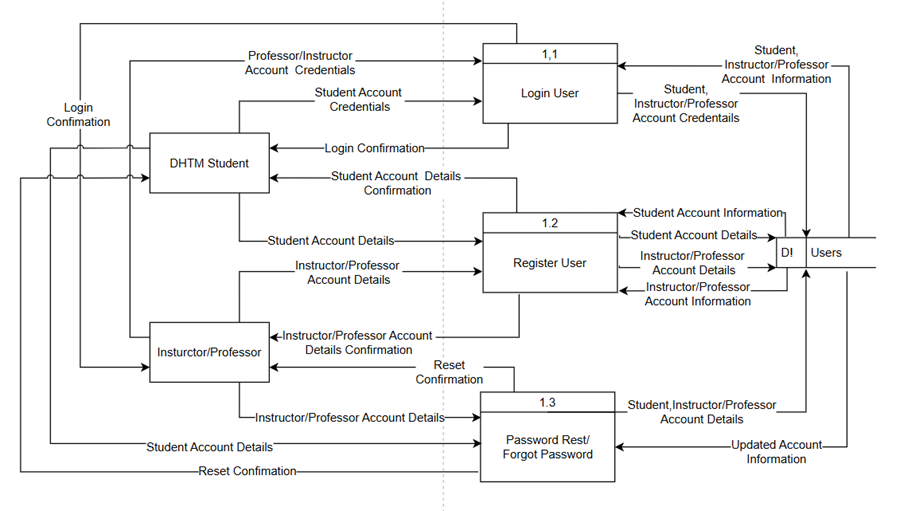 Professor/Instructor
Account Credentials
1,1
Login User
Student,
Instructor/Professor
Account Information
Student Account
Credentials
Student,
Instructor/Professor
Account Credentails
Login
Confimation
Login Confirmation
DHTM Student
Student Account Details
Confirmation
1.2
Register User
Student Account Information
Student Account Details
Student Account Details
D!
Users
Instructor/Professor
Account Details
Instructor/Professor
Account Details
Instructor/Professor
Account Information
Insturctor/Professor
Instructor/Professor Account
Details Confirmation
Reset
Confirmation
1.3
Password Rest/
Forgot Password
Instructor/Professor Account Details
Student,Instructor/Professor
Account Details
Student Account Details
Updated Account
Information
Reset Confimation